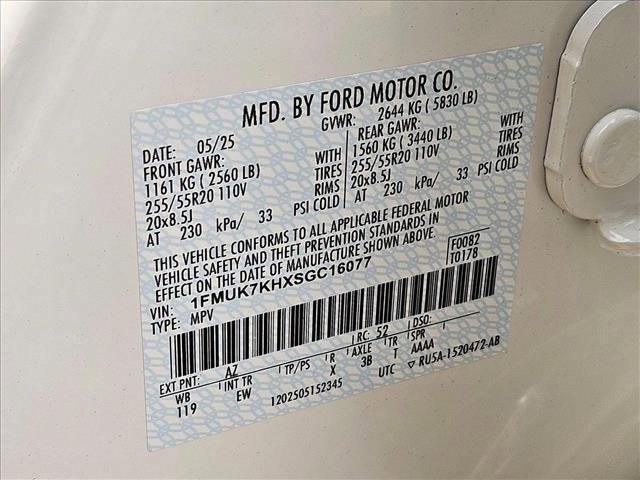 MFD. BY FORD MOTOR CO.
DATE: 05/25 GVWR: 2644 KG ( 5830 LB)
FRONT GAWR: REAR GAWR:
1161 KG ( 2560 LB) WITH 1560 KG ( 3440 LB) WITH
255/55R20 110V TIRES 255/55R20 110V TIRES
20x8.5J RIMS 20x8.5J RIMS
AT 230 kPa/ 33 PSI COLD AT 230 kPa/ 33 PSI COLD
THIS VEHICLE CONFORMS TO ALL APPLICABLE FEDERAL MOTOR
VEHICLE SAFETY AND THEFT PREVENTION STANDARDS IN
EFFECT ON THE DATE OF MANUFACTURE SHOWN ABOVE.
F0082
T0178
VIN: 1FMUK7KHXSGC16077
TYPE: MPV
EXT PNT: AZ RC: 52 DSO:
WB INT TR TP/PS R AXLE TR SPR
119 EW X 3B T AAAA
1202505152345 UTC RU5A-1520472-AB